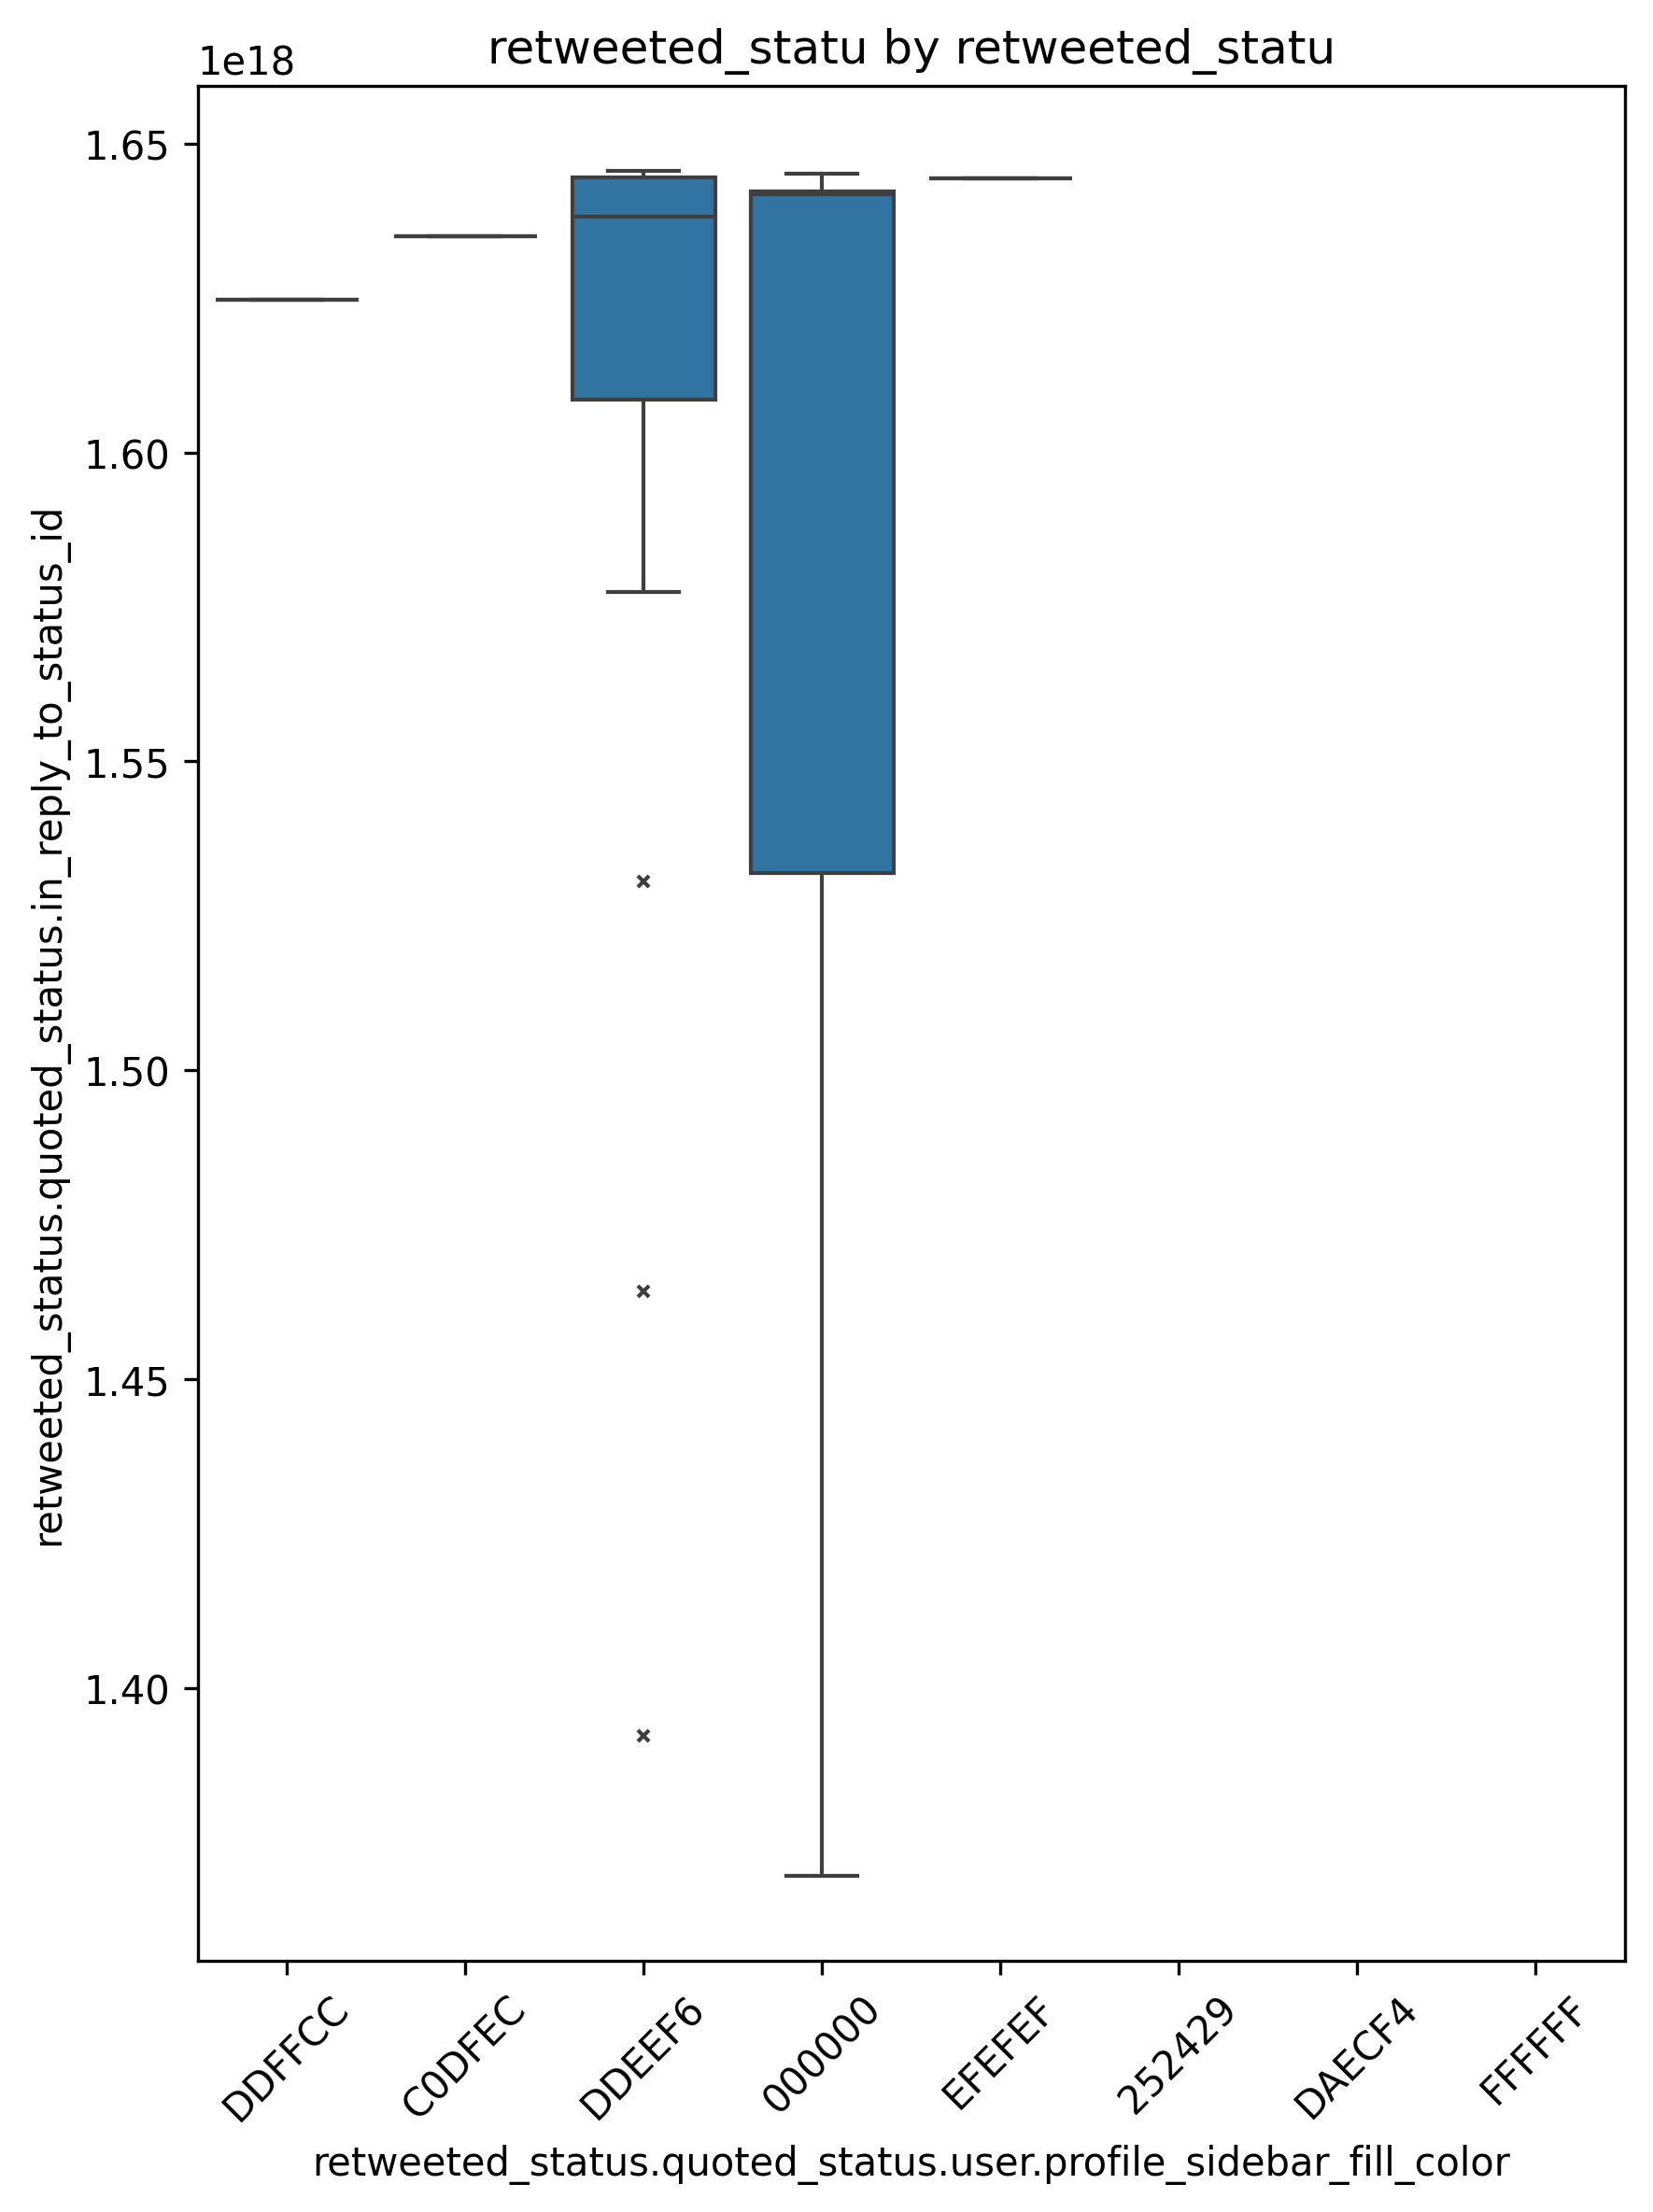 retweeted_statu by retweeted_statu
1e18
1.65
1.60
1.55
1.50
1.45
1.40
retweeted_status.quoted_status.in_reply_to_status_id
DDFFCC
C0DFEC
DDEEF6
000000
EFEFEF
252429
DAECF4
FFFFFF
retweeted_status.quoted_status.user.profile_sidebar_fill_color